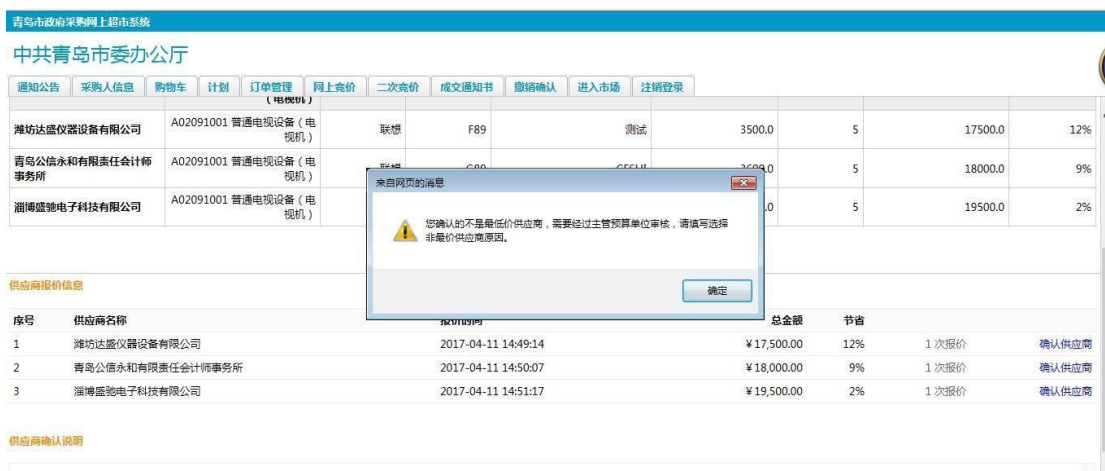 青岛市政府采购网上超市系统
中共青岛市委办公厅
通知公告 采购人信息 购物车 计划 订单管理 网上竞价 二次竞价 成交通知书 撤销确认 进入市场 注销登录
(电视机)
潍坊达盛仪器设备有限公司 A02091001 普通电视设备(电视机) 联想 F89 测试 3500.0 5 17500.0 12%
青岛公信永和有限责任会计师事务所 A02091001 普通电视设备(电视机) 5 18000.0 9%
淄博盛驰电子科技有限公司 A02091001 普通电视设备(电视机) 5 19500.0 2%
来自网页的消息
您确认的不是最低价供应商,需要经过主管预算单位审核,请填写选择
非最价供应商原因。
确定
供应商报价信息
序号 供应商名称 报价时间 总金额 节省
1 潍坊达盛仪器设备有限公司 2017-04-11 14:49:14 ¥17,500.00 12% 1 次报价 确认供应商
2 青岛公信永和有限责任会计师事务所 2017-04-11 14:50:07 ¥18,000.00 9% 1 次报价 确认供应商
3 淄博盛驰电子科技有限公司 2017-04-11 14:51:17 ¥19,500.00 2% 1 次报价 确认供应商
供应商确认说明